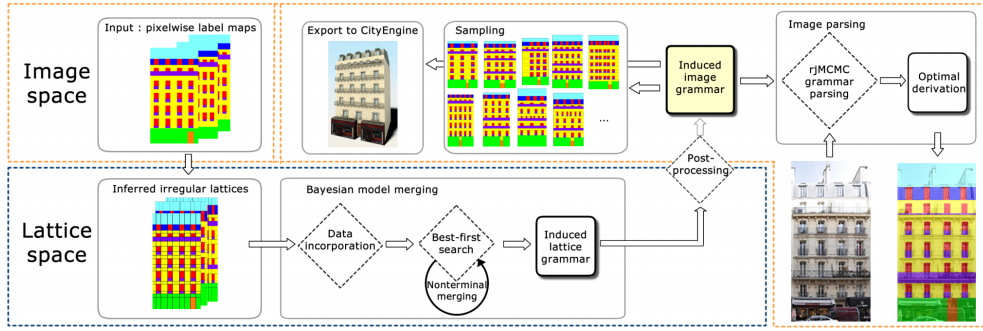 Input : pixelwise label maps
Export to CityEngine
Sampling
Image parsing
Image
space
Induced
image
grammar
rjMCMC
grammar
parsing
Optimal
derivation
...
Post-
processing
Inferred irregular lattices
Bayesian model merging
Lattice
space
Data
incorporation
Best-first
search
Nonterminal
merging
Induced
lattice
grammar